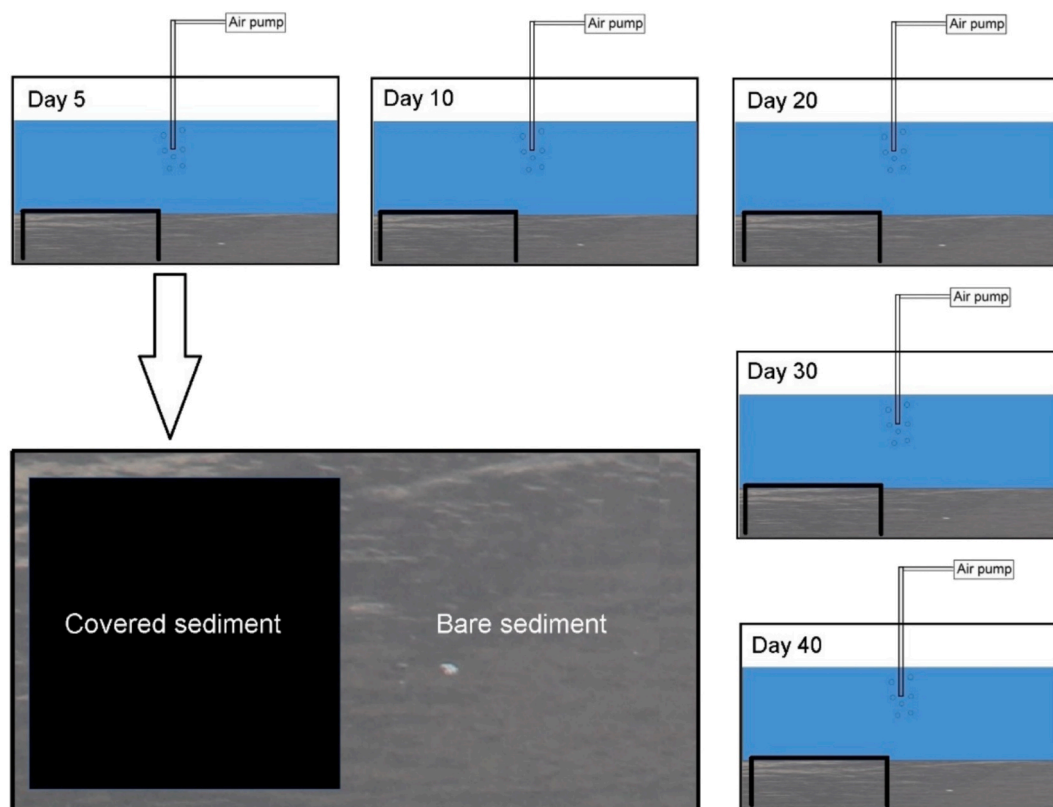 Air pump
Air pump
Air pump
Day 5
Day 10
Day 20
Air pump
Day 30
Covered sediment
Bare sediment
Air pump
Day 40